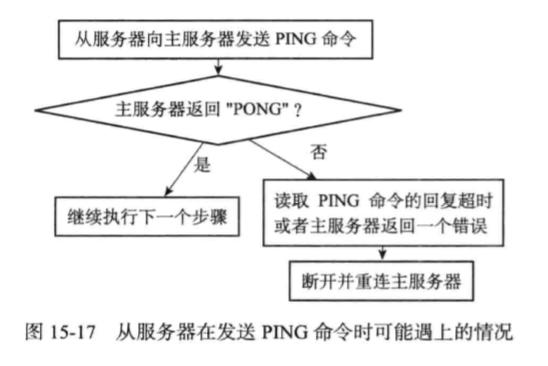 从服务器向主服务器发送 PING 命令
主服务器返回 "PONG"？
是
否
继续执行下一个步骤
读取 PING 命令的回复超时
或者主服务器返回一个错误
断开并重连主服务器
图 15-17 从服务器在发送 PING 命令时可能遇上的情况